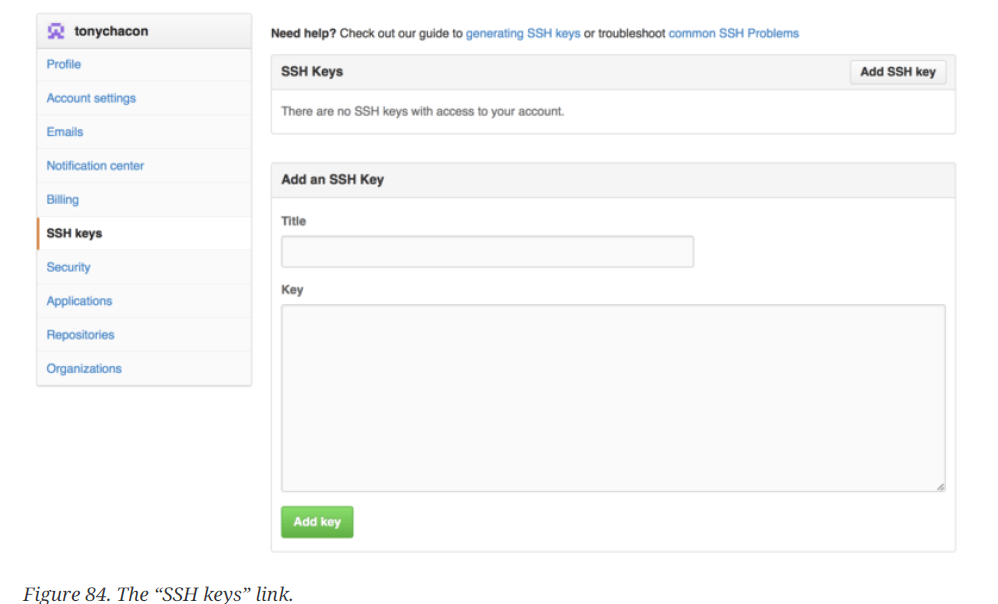 tonychacon
Profile
Account settings
Emails
Notification center
Billing
SSH keys
Security
Applications
Repositories
Organizations
Need help? Check out our guide to generating SSH keys or troubleshoot common SSH Problems
SSH Keys
Add SSH key
There are no SSH keys with access to your account.
Add an SSH Key
Title
Key
Add key
Figure 84. The “SSH keys” link.